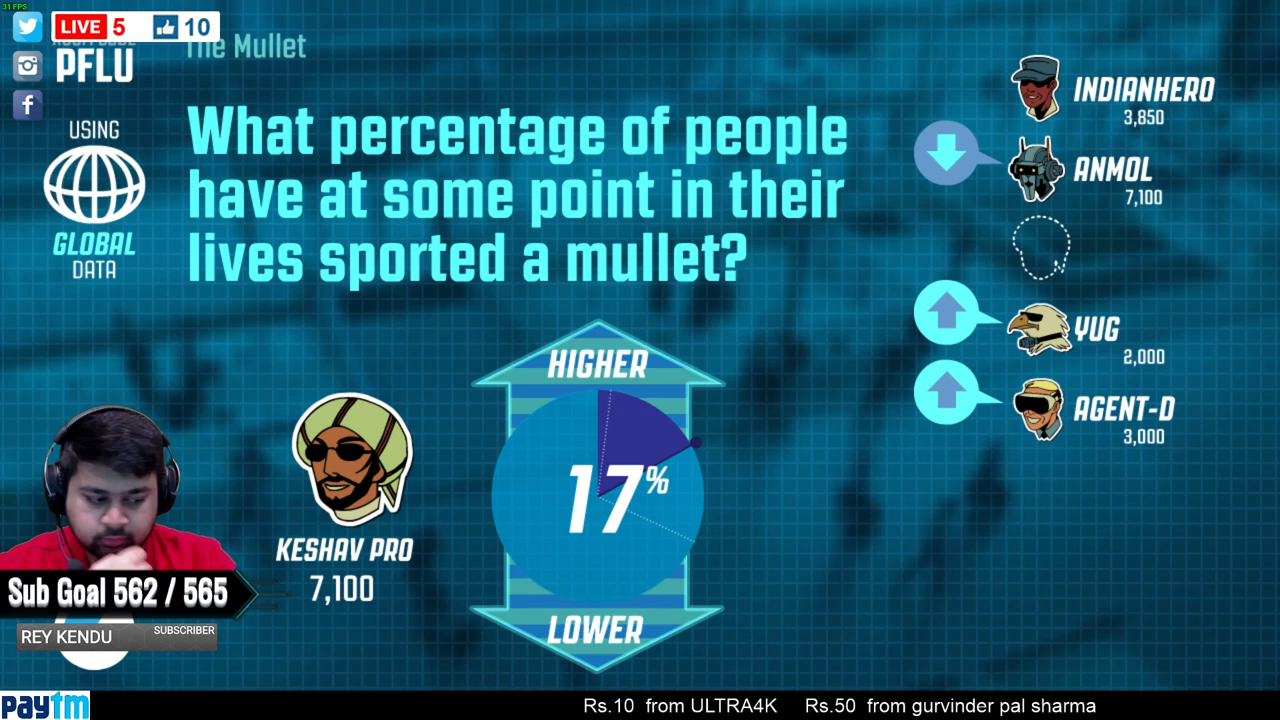 31 FPS
LIVE 5 10
The Mullet
PFLU
USING
GLOBAL
DATA
What percentage of people
have at some point in their
lives sported a mullet?
INDIANHERO
3,850
ANMOL
7,100
YUG
2,000
AGENT-D
3,000
HIGHER
17%
LOWER
KESHAV PRO
7,100
Sub Goal 562 / 565
REY KENDU SUBSCRIBER
paytm
Rs.10 from ULTRA4K Rs.50 from gurvinder pal sharma